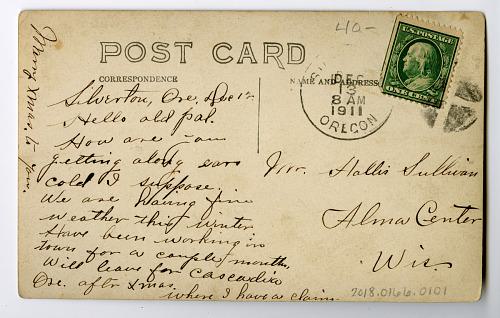 Merry Xmas. to you.
POST CARD
40-
CORRESPONDENCE
NAME AND ADDRESS
U.S. POSTAGE
ONE CENT
DEC
13
8 AM
1911
OREGON
Silverton, Ore, Dec 12
Hello old pal.
How are you
getting along
cold I suppose.
We are having fine
weather this winter
Have been working in
town for a couple months
Will leave for Cascadia
Ore. aftr Xmas.
where I have a claim
Mr. Hallis Sullivan
Alma Center
Wis.
2018.0166.0101